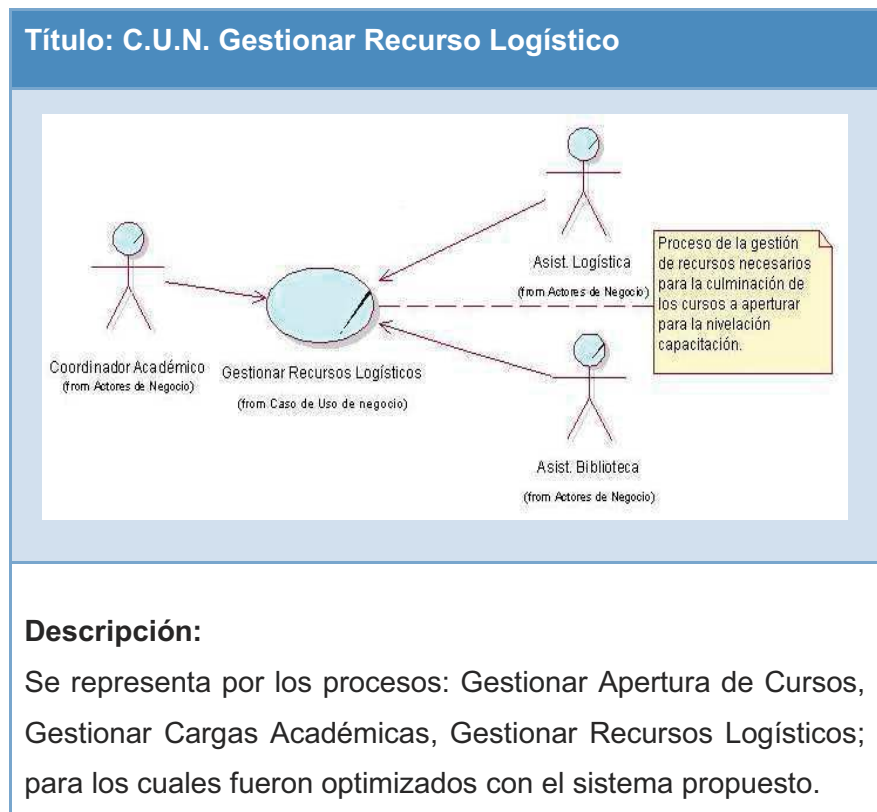 Título: C.U.N. Gestionar Recurso Logístico
Asist. Logística
(from Actores de Negocio)
Proceso de la gestión
de recursos necesarios
para la culminación de
los cursos a aperturar
para la nivelación
capacitación.
Coordinador Académico
(from Actores de Negocio)
Gestionar Recursos Logísticos
(from Caso de Uso de negocio)
Asist. Biblioteca
(from Actores de Negocio)
Descripción:
Se representa por los procesos: Gestionar Apertura de Cursos,
Gestionar Cargas Académicas, Gestionar Recursos Logísticos;
para los cuales fueron optimizados con el sistema propuesto.